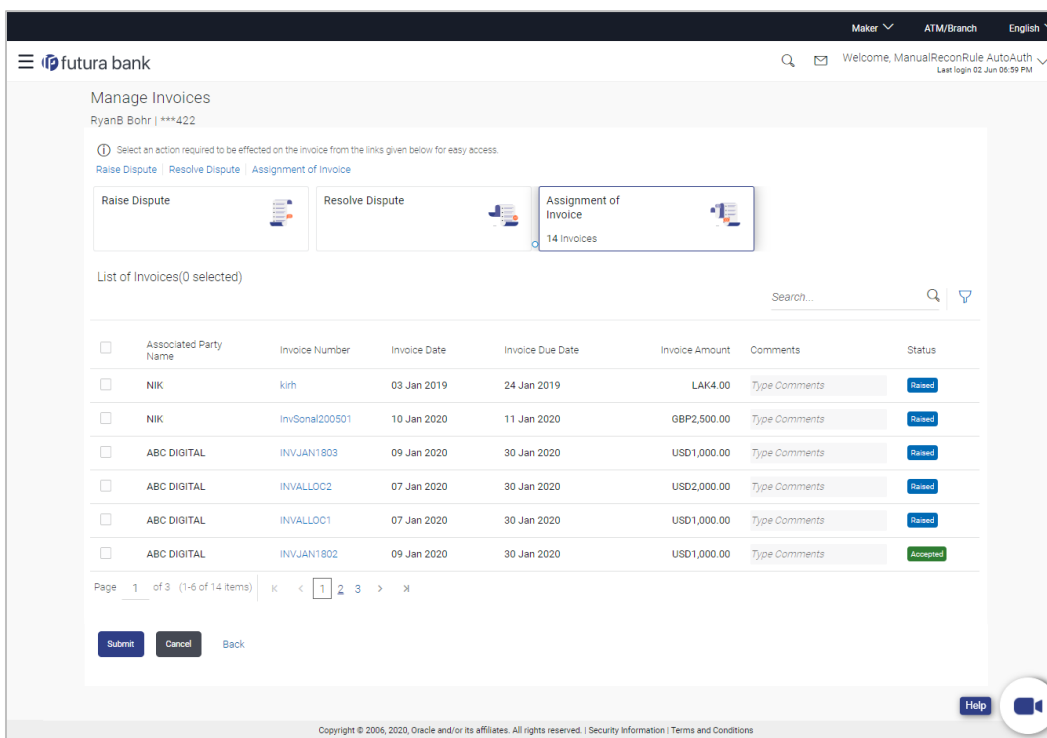 Maker ATM/Branch English
futura bank
Welcome, ManualReconRule AutoAuth
Last login 02 Jun 06:59 PM
Manage Invoices
RyanB Bohr | ***422
Select an action required to be effected on the invoice from the links given below for easy access.
Raise Dispute | Resolve Dispute | Assignment of Invoice
Raise Dispute
Resolve Dispute
Assignment of
Invoice
14 Invoices
List of Invoices(0 selected)
Search...
Associated Party
Name
Invoice Number Invoice Date Invoice Due Date Invoice Amount Comments Status
NIK kirh 03 Jan 2019 24 Jan 2019 LAK4.00 Type Comments Raised
NIK InvSonal200501 10 Jan 2020 11 Jan 2020 GBP2,500.00 Type Comments Raised
ABC DIGITAL INVJAN1803 09 Jan 2020 30 Jan 2020 USD1,000.00 Type Comments Raised
ABC DIGITAL INVALLOC2 07 Jan 2020 30 Jan 2020 USD2,000.00 Type Comments Raised
ABC DIGITAL INVALLOC1 07 Jan 2020 30 Jan 2020 USD1,000.00 Type Comments Raised
ABC DIGITAL INVJAN1802 09 Jan 2020 30 Jan 2020 USD1,000.00 Type Comments Accepted
Page 1 of 3 (1-6 of 14 items) 1 2 3
Submit Cancel Back
Help
Copyright © 2006, 2020, Oracle and/or its affiliates. All rights reserved. | Security Information | Terms and Conditions